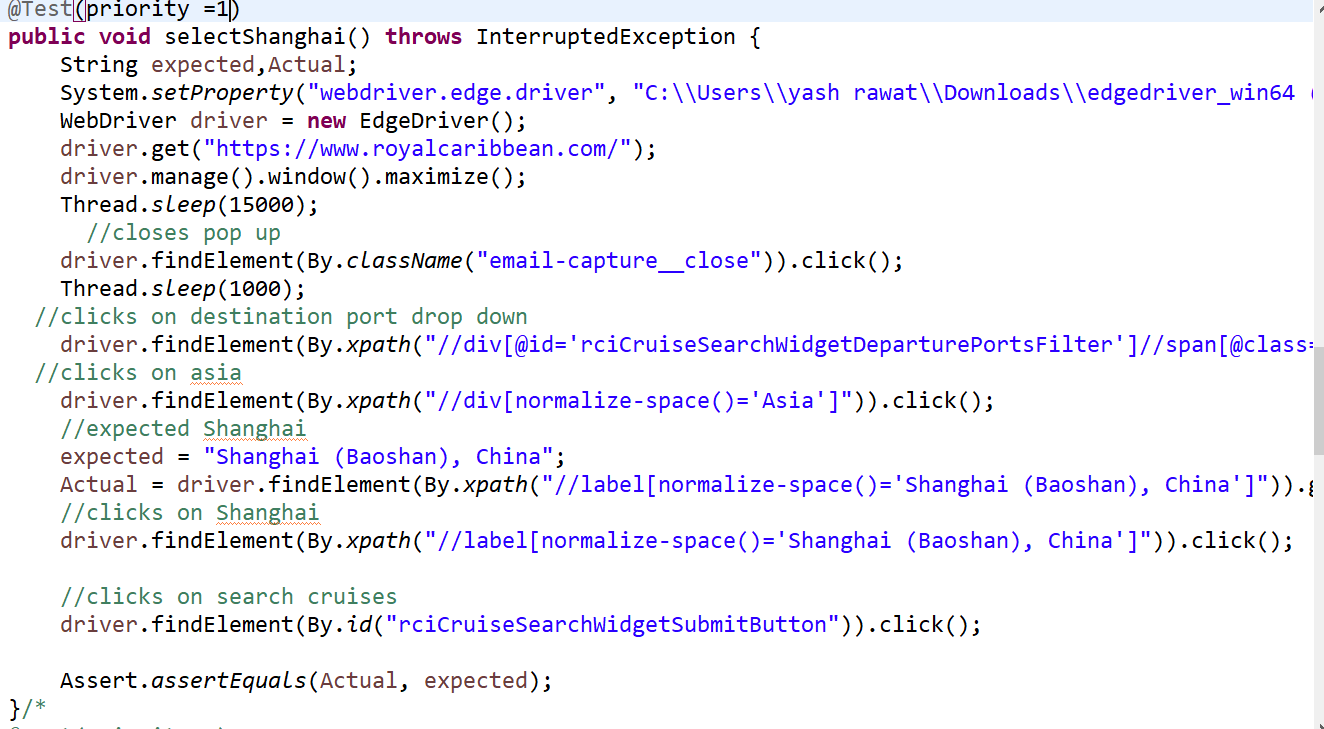 @Test(priority =1)
public void selectShanghai() throws InterruptedException {
    String expected,Actual;
    System.setProperty("webdriver.edge.driver", "C:\\Users\\yash rawat\\Downloads\\edgedriver_win64 (
    WebDriver driver = new EdgeDriver();
    driver.get("https://www.royalcaribbean.com/");
    driver.manage().window().maximize();
    Thread.sleep(15000);
      //closes pop up
    driver.findElement(By.className("email-capture__close")).click();
    Thread.sleep(1000);
  //clicks on destination port drop down
    driver.findElement(By.xpath("//div[@id='rciCruiseSearchWidgetDeparturePortsFilter']//span[@class=
  //clicks on asia
    driver.findElement(By.xpath("//div[normalize-space()='Asia']")).click();
    //expected Shanghai
    expected = "Shanghai (Baoshan), China";
    Actual = driver.findElement(By.xpath("//label[normalize-space()='Shanghai (Baoshan), China']")).g
    //clicks on Shanghai
    driver.findElement(By.xpath("//label[normalize-space()='Shanghai (Baoshan), China']")).click();
    //clicks on search cruises
    driver.findElement(By.id("rciCruiseSearchWidgetSubmitButton")).click();
    Assert.assertEquals(Actual, expected);
}/*